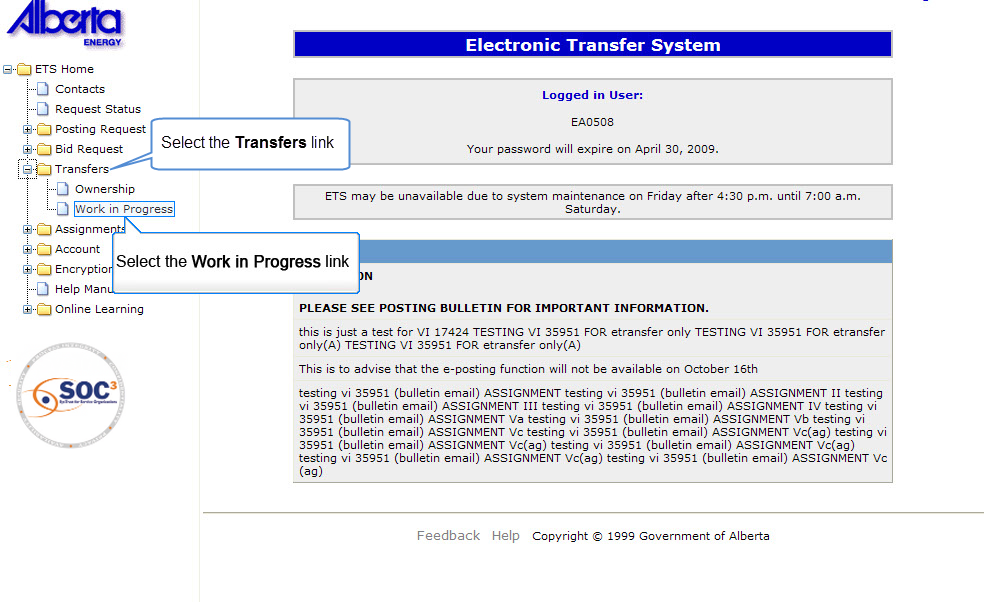 Alberta
ENERGY
ETS Home
Contacts
Request Status
Posting Request
Bid Request
Transfers
Ownership
Work in Progress
Assignments
Account
Encryption
Help Manu
Online Learning
Select the Transfers link
Select the Work in Progress link
SOC3
Electronic Transfer System
Logged in User:
EA0508
Your password will expire on April 30, 2009.
ETS may be unavailable due to system maintenance on Friday after 4:30 p.m. until 7:00 a.m.
Saturday.
ON
PLEASE SEE POSTING BULLETIN FOR IMPORTANT INFORMATION.
this is just a test for VI 17424 TESTING VI 35951 FOR etransfer only TESTING VI 35951 FOR etransfer
only(A) TESTING VI 35951 FOR etransfer only(A)
This is to advise that the e-posting function will not be available on October 16th
testing vi 35951 (bulletin email) ASSIGNMENT testing vi 35951 (bulletin email) ASSIGNMENT II testing
vi 35951 (bulletin email) ASSIGNMENT III testing vi 35951 (bulletin email) ASSIGNMENT IV testing vi
35951 (bulletin email) ASSIGNMENT Va testing vi 35951 (bulletin email) ASSIGNMENT Vb testing vi
35951 (bulletin email) ASSIGNMENT Vc testing vi 35951 (bulletin email) ASSIGNMENT Vc(ag) testing vi
35951 (bulletin email) ASSIGNMENT Vc(ag) testing vi 35951 (bulletin email) ASSIGNMENT Vc(ag)
testing vi 35951 (bulletin email) ASSIGNMENT Vc(ag) testing vi 35951 (bulletin email) ASSIGNMENT Vc
(ag)
Feedback Help Copyright © 1999 Government of Alberta